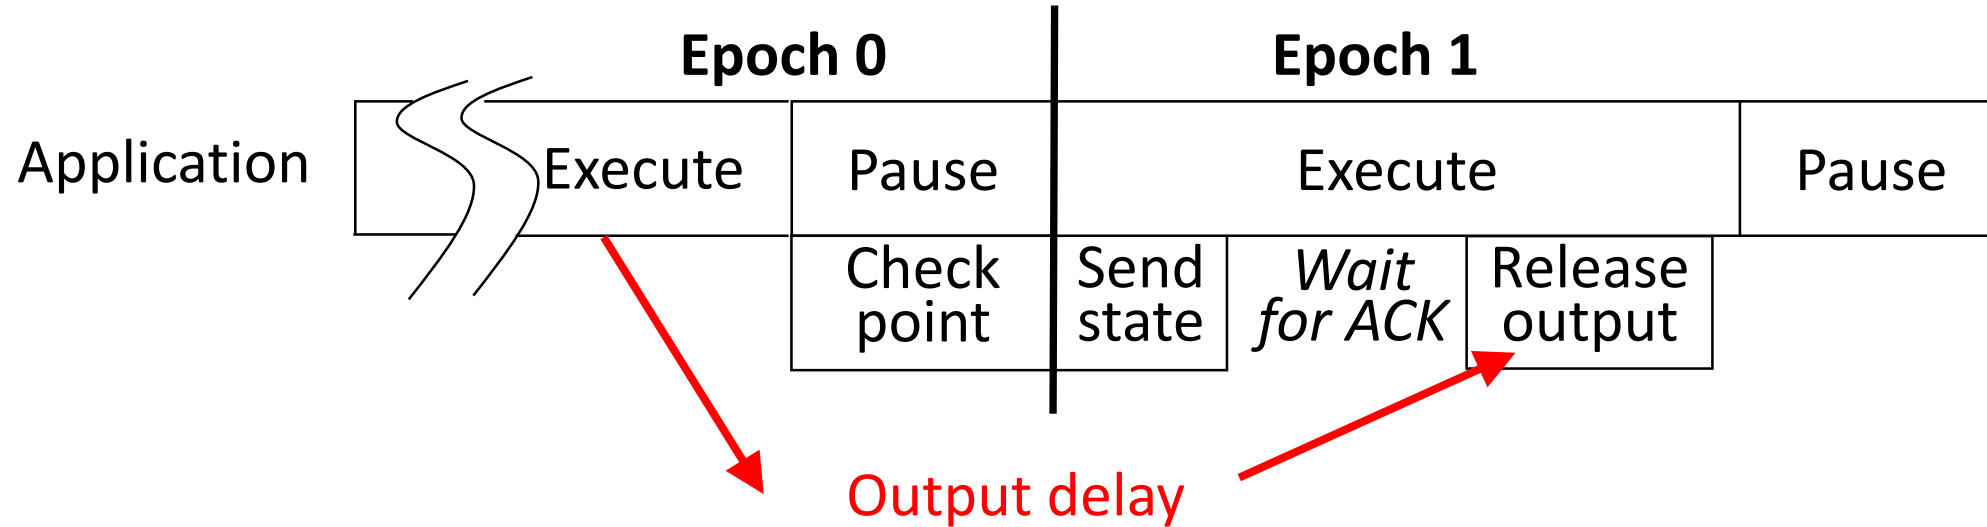 Epoch 0
Epoch 1
Application
Execute
Pause
Execute
Pause
Check
point
Send
state
Wait
for ACK
Release
output
Output delay